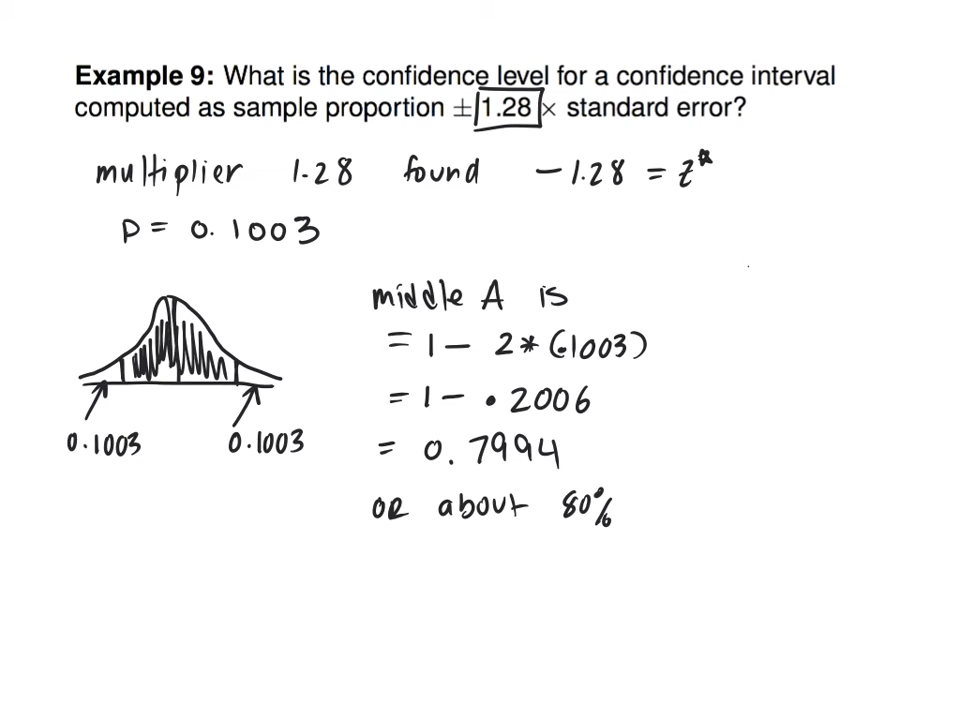 Example 9: What is the confidence level for a confidence interval
computed as sample proportion ± 1.28 × standard error?
multiplier 1.28 found -1.28 = z*
P = 0.1003
middle A is
= 1 - 2*(.1003)
= 1 - .2006
= 0.7994
OR about 80%
0.1003 0.1003